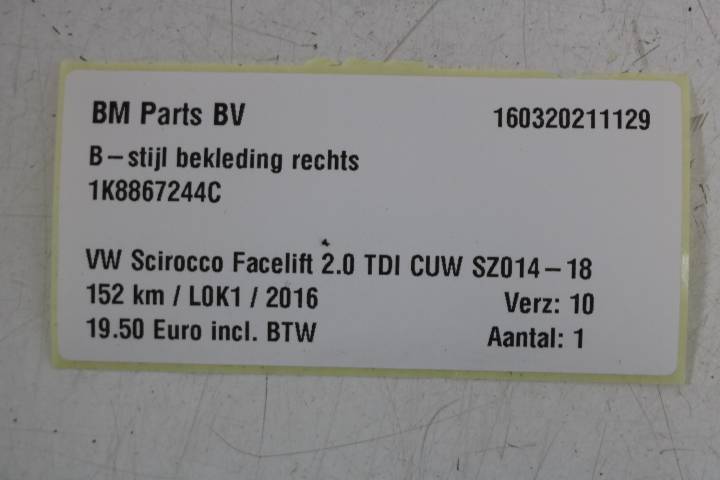 BM Parts BV 160320211129
B-stijl bekleding rechts
1K8867244C
VW Scirocco Facelift 2.0 TDI CUW SZ014-18
152 km / L0K1 / 2016 Verz: 10
19.50 Euro incl. BTW Aantal: 1